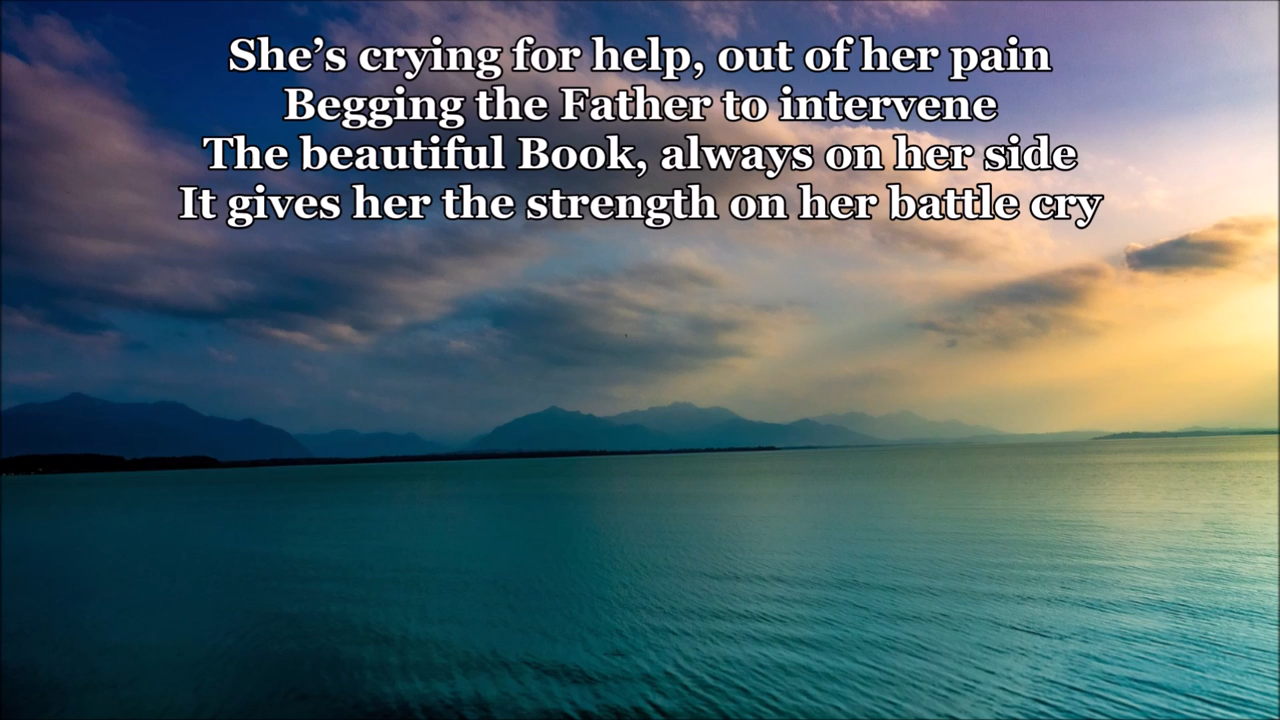 She’s crying for help, out of her pain
Begging the Father to intervene
The beautiful Book, always on her side
It gives her the strength on her battle cry